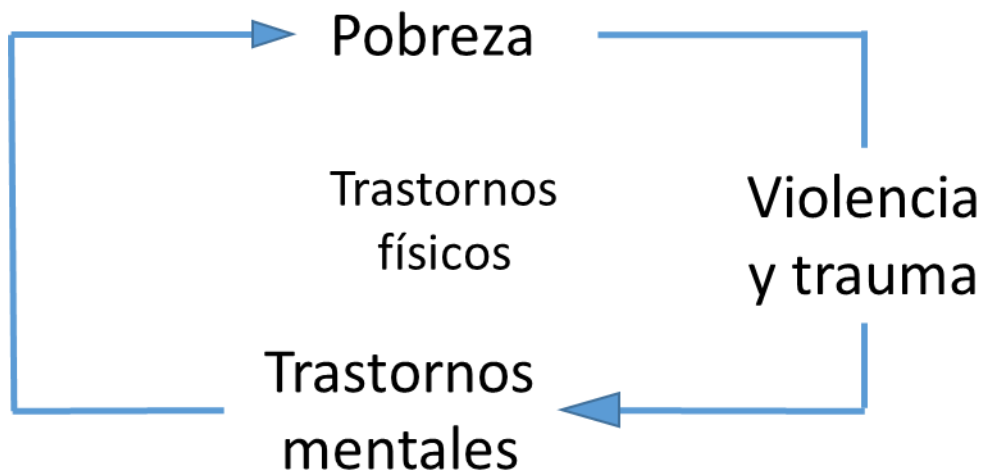 Pobreza
Trastornos
físicos
Violencia
y trauma
Trastornos
mentales